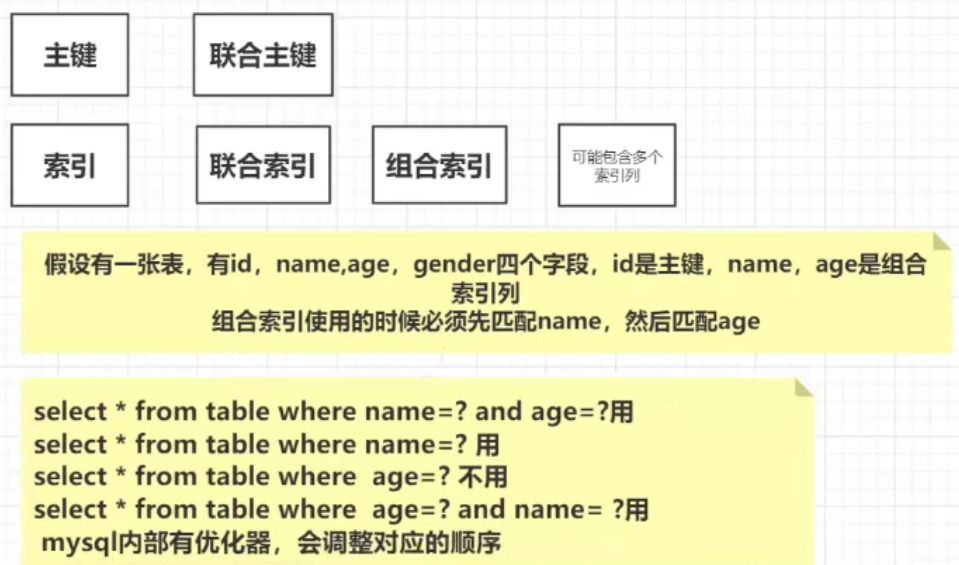 主键
联合主键
索引
联合索引
组合索引
可能包含多个
索引列
假设有一张表，有id，name,age，gender四个字段，id是主键，name，age是组合
索引列
组合索引使用的时候必须先匹配name，然后匹配age
select * from table where name=? and age=?用
select * from table where name=? 用
select * from table where  age=? 不用
select * from table where  age=? and name= ?用
mysql内部有优化器，会调整对应的顺序